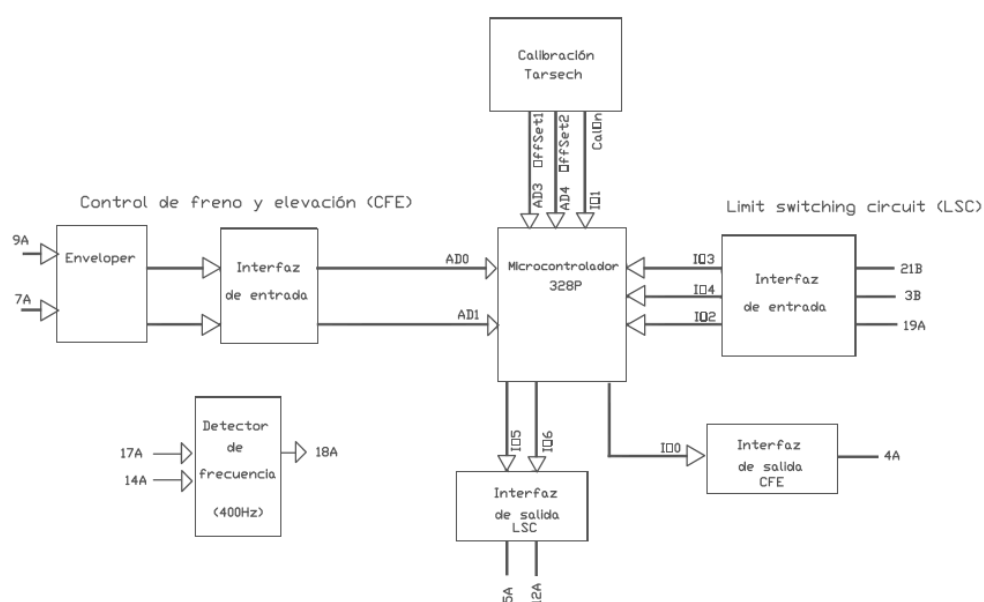 Calibración
Tarsech
AD3 OffSet1
AD4 OffSet2
IO1 CalOn
Control de freno y elevación (CFE)
Limit switching circuit (LSC)
9A
7A
Enveloper
Interfaz
de entrada
AD0
AD1
Microcontrolador
328P
IO3
IO4
IO2
Interfaz
de entrada
21B
3B
19A
17A
14A
Detector
de
frecuencia
(400Hz)
18A
IO5
IO6
IO0
Interfaz
de salida
CFE
4A
Interfaz
de salida
LSC